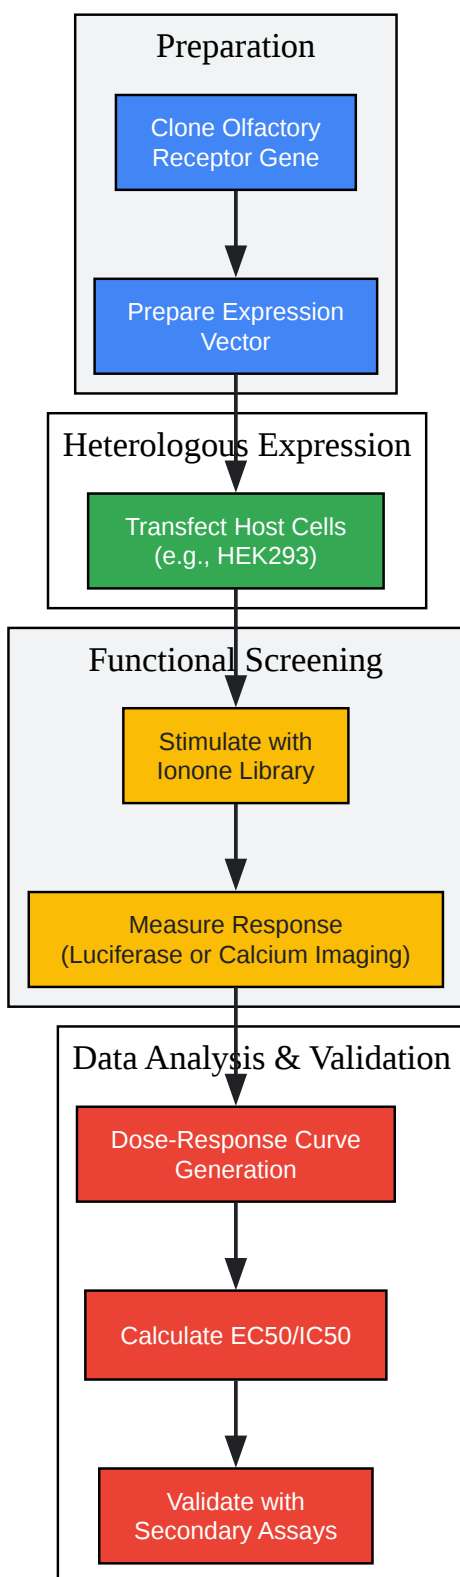 Preparation
Clone Olfactory
Receptor Gene
Prepare Expression
Vector
Heterologous Expression
Transfect Host Cells
(e.g., HEK293)
Functional Screening
Stimulate with
Ionone Library
Measure Response
(Luciferase or Calcium Imaging)
Data Analysis & Validation
Dose-Response Curve
Generation
Calculate EC50/IC50
Validate with
Secondary Assays